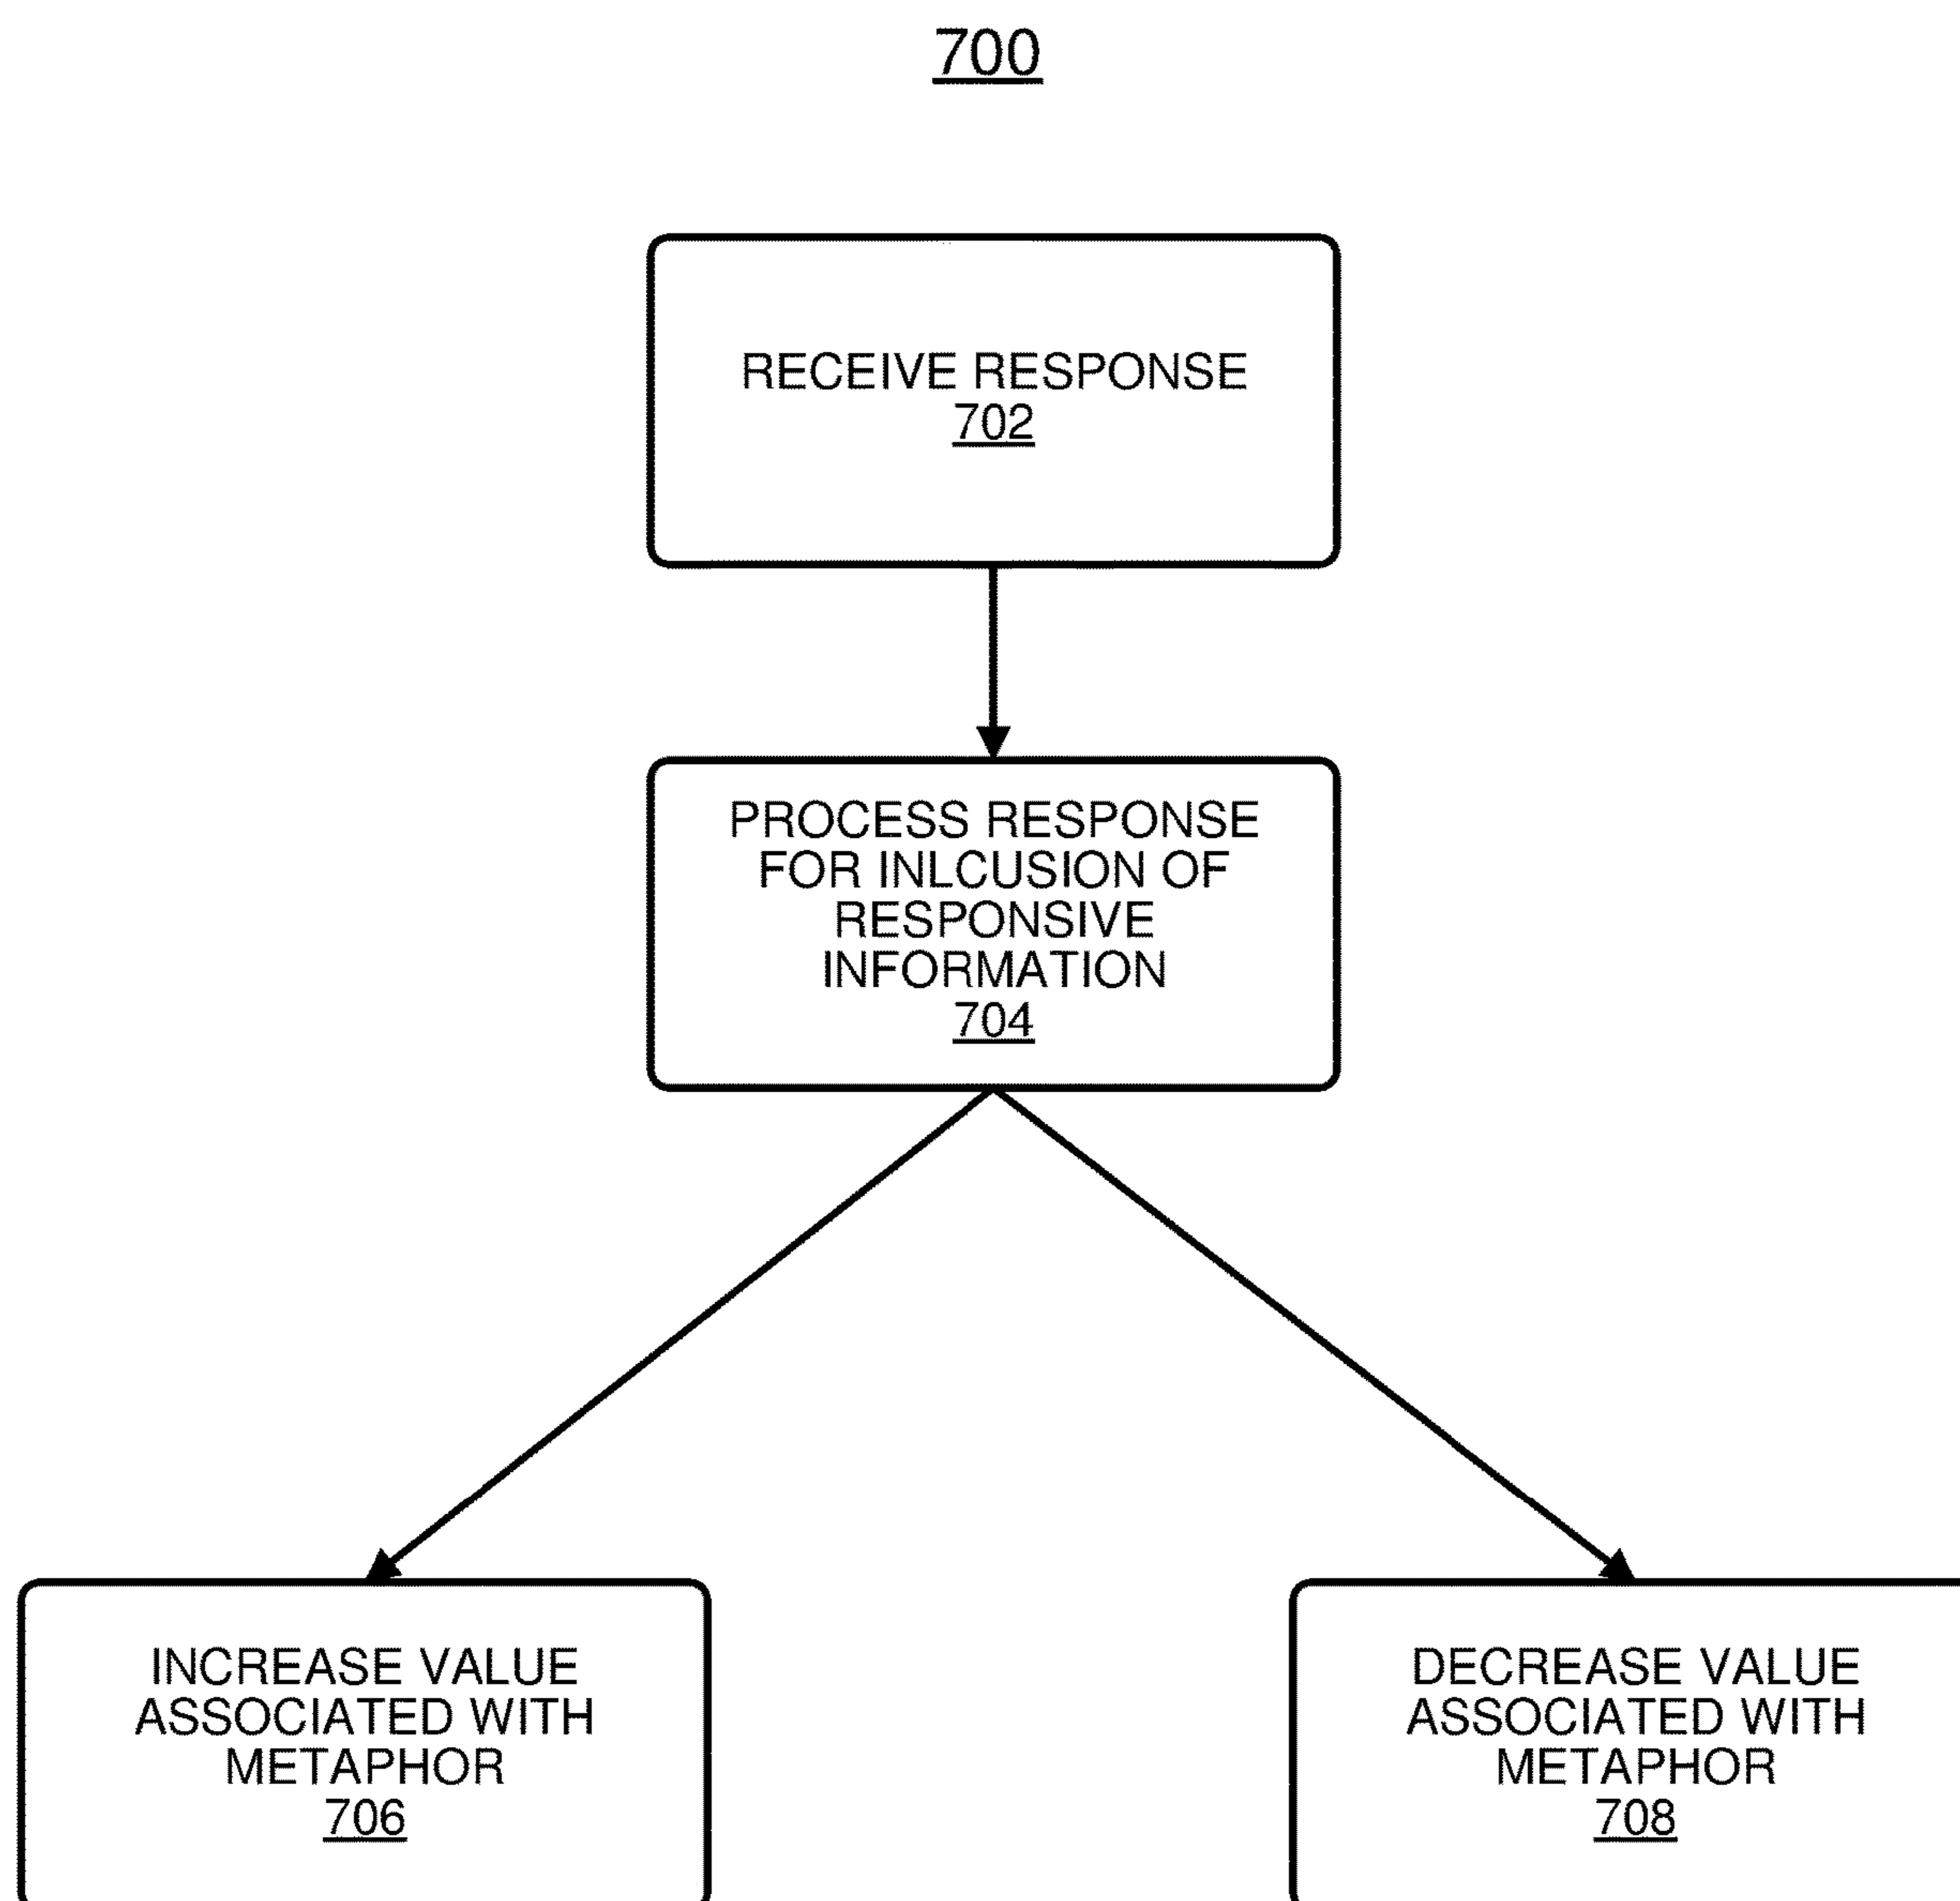 700
RECEIVE RESPONSE
702
PROCESS RESPONSE
FOR INLCUSION OF
RESPONSIVE
INFORMATION
704
INCREASE VALUE
ASSOCIATED WITH
METAPHOR
706
DECREASE VALUE
ASSOCIATED WITH
METAPHOR
708